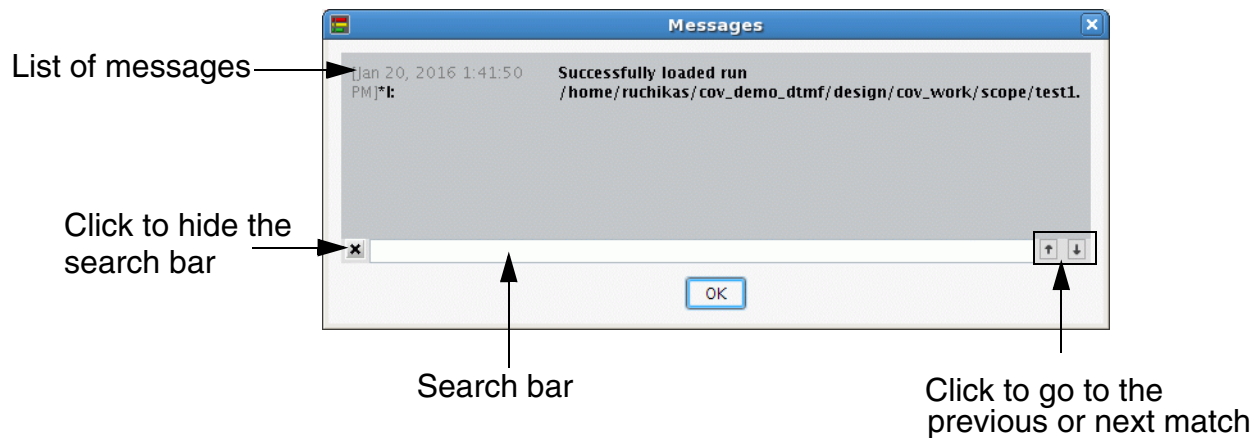 Messages
List of messages
[Jan 20, 2016 1:41:50 Successfully loaded run
PM]*I: /home/ruchikas/cov_demo_dtmf/design/cov_work/scope/test1.
Click to hide the
search bar
OK
Search bar
Click to go to the
previous or next match